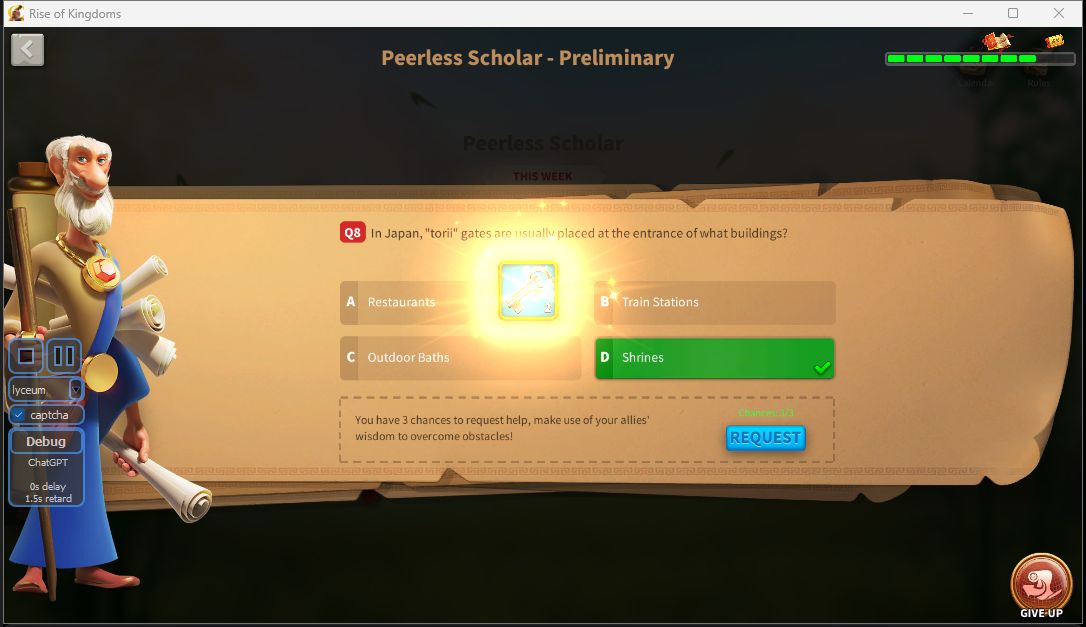 Rise of Kingdoms
Peerless Scholar - Preliminary
Calendar
Rules
Peerless Scholar
THIS WEEK
Q8 In Japan, "torii" gates are usually placed at the entrance of what buildings?
A Restaurants
B Train Stations
2
C Outdoor Baths
D Shrines
You have 3 chances to request help, make use of your allies'
wisdom to overcome obstacles!
Chances: 3/3
REQUEST
lyceum
captcha
Debug
ChatGPT
0s delay
1.5s retard
GIVE UP